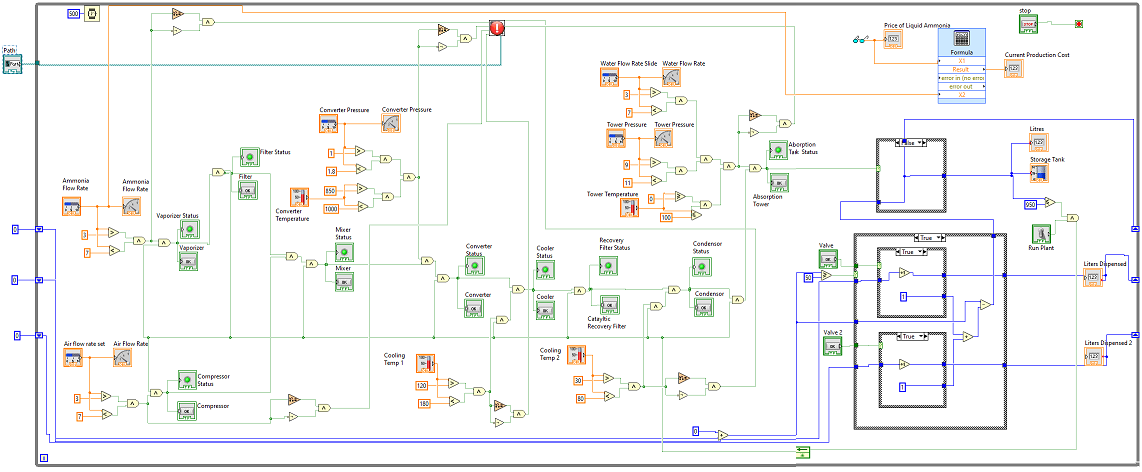 500
stop
STOP
Path
Price of Liquid Ammonia
Formula
X1
Result
error in (no erro
error out
X2
Current Production Cost
Water Flow Rate Slide
Water Flow Rate
3
7
Converter Pressure
Converter Pressure
Tower Pressure
Tower Pressure
1
1.8
9
11
Aborption
Task Status
Litres
Storage Tank
Filter Status
Filter
Ammonia
Flow Rate
Ammonia
Flow Rate
850
1000
Converter
Temperature
Tower Temperature
0
100
Absorption
Tower
950
Run Plant
3
7
Vaporizer Status
Vaporizer
Mixer
Status
Mixer
Converter
Status
Converter
Cooler
Status
Cooler
Recovery
Filter Status
Catayltic
Recovery Filter
Condensor
Status
Condensor
True
Valve
True
50
1
Liters Dispensed
0
0
0
Air flow rate set
Air Flow Rate
Cooling
Temp 1
Cooling
Temp 2
Valve 2
True
1
Liters Dispensed 2
3
7
Compressor
Status
Compressor
120
180
30
80
0